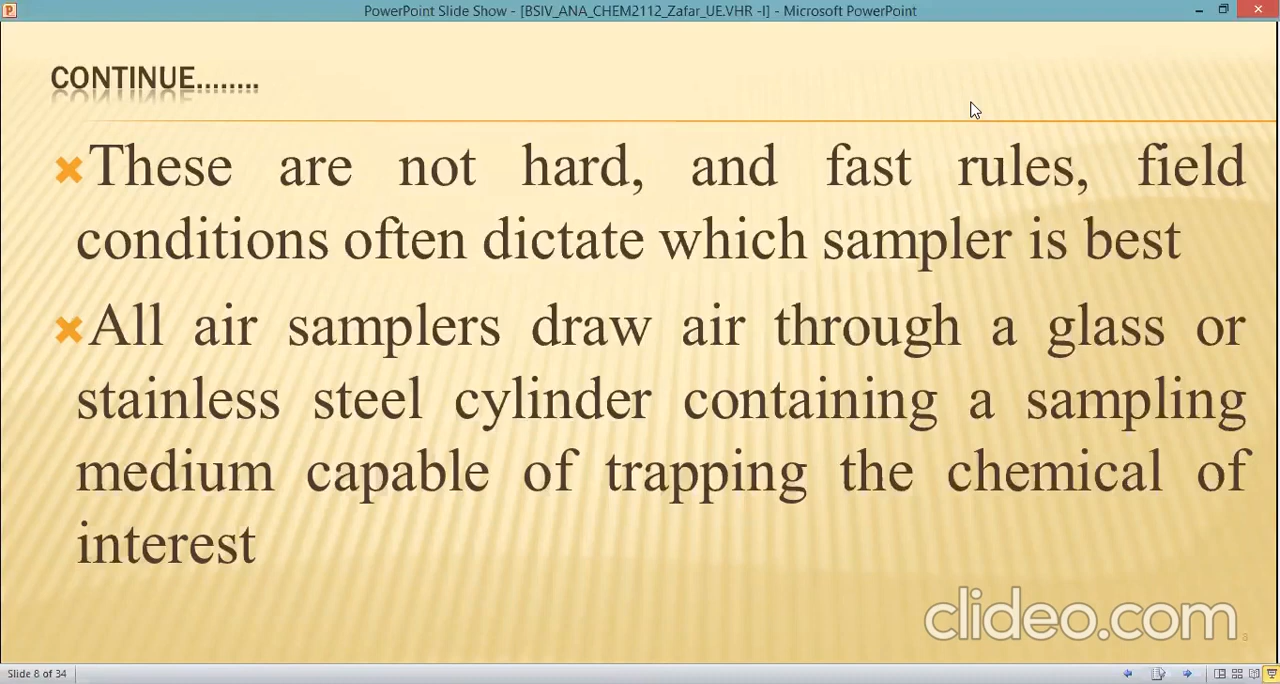 PowerPoint Slide Show - [BSIV_ANA_CHEM2112_Zafar_UE.VHR -I] - Microsoft PowerPoint
CONTINUE........
These are not hard, and fast rules, field
conditions often dictate which sampler is best
All air samplers draw air through a glass or
stainless steel cylinder containing a sampling
medium capable of trapping the chemical of
interest
clideo.com
3
Slide 8 of 34